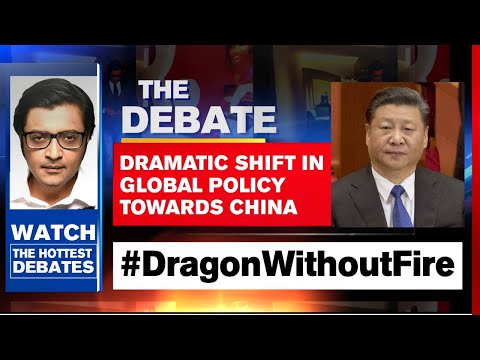 THE
DEBATE
DRAMATIC SHIFT IN
GLOBAL POLICY
TOWARDS CHINA
WATCH
THE HOTTEST
DEBATES
#DragonWithoutFire